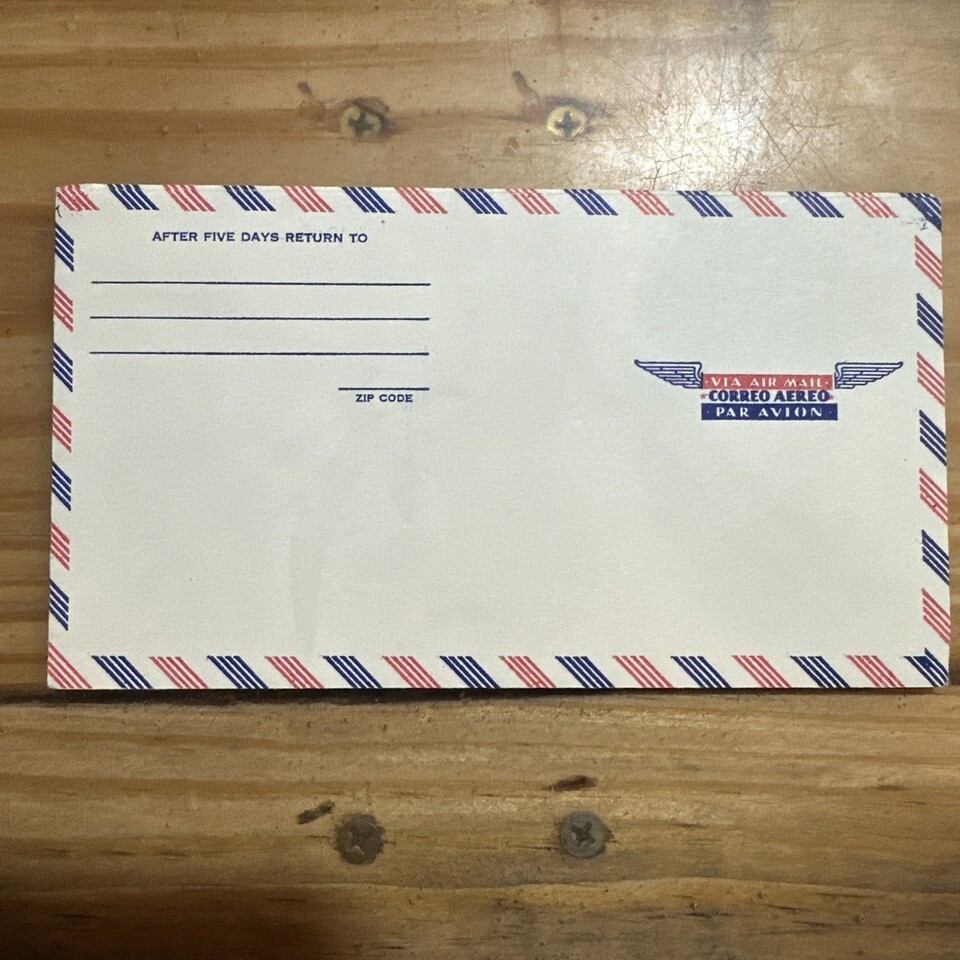 AFTER FIVE DAYS RETURN TO
ZIP CODE
VIA AIR MAIL
CORREO AEREO
PAR AVION